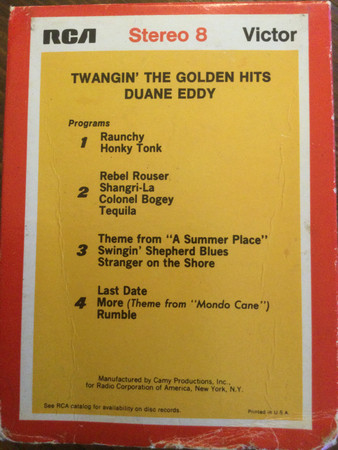 RCA Stereo 8 Victor
TWANGIN' THE GOLDEN HITS
DUANE EDDY
Programs
1 Raunchy
Honky Tonk
2 Rebel Rouser
Shangri-La
Colonel Bogey
Tequila
3 Theme from "A Summer Place"
Swingin' Shepherd Blues
Stranger on the Shore
4 Last Date
More (Theme from "Mondo Cane")
Rumble
Manufactured by Camy Productions, Inc.,
for Radio Corporation of America, New York, N.Y.
See RCA catalog for availability on disc records.
Printed in U.S.A.